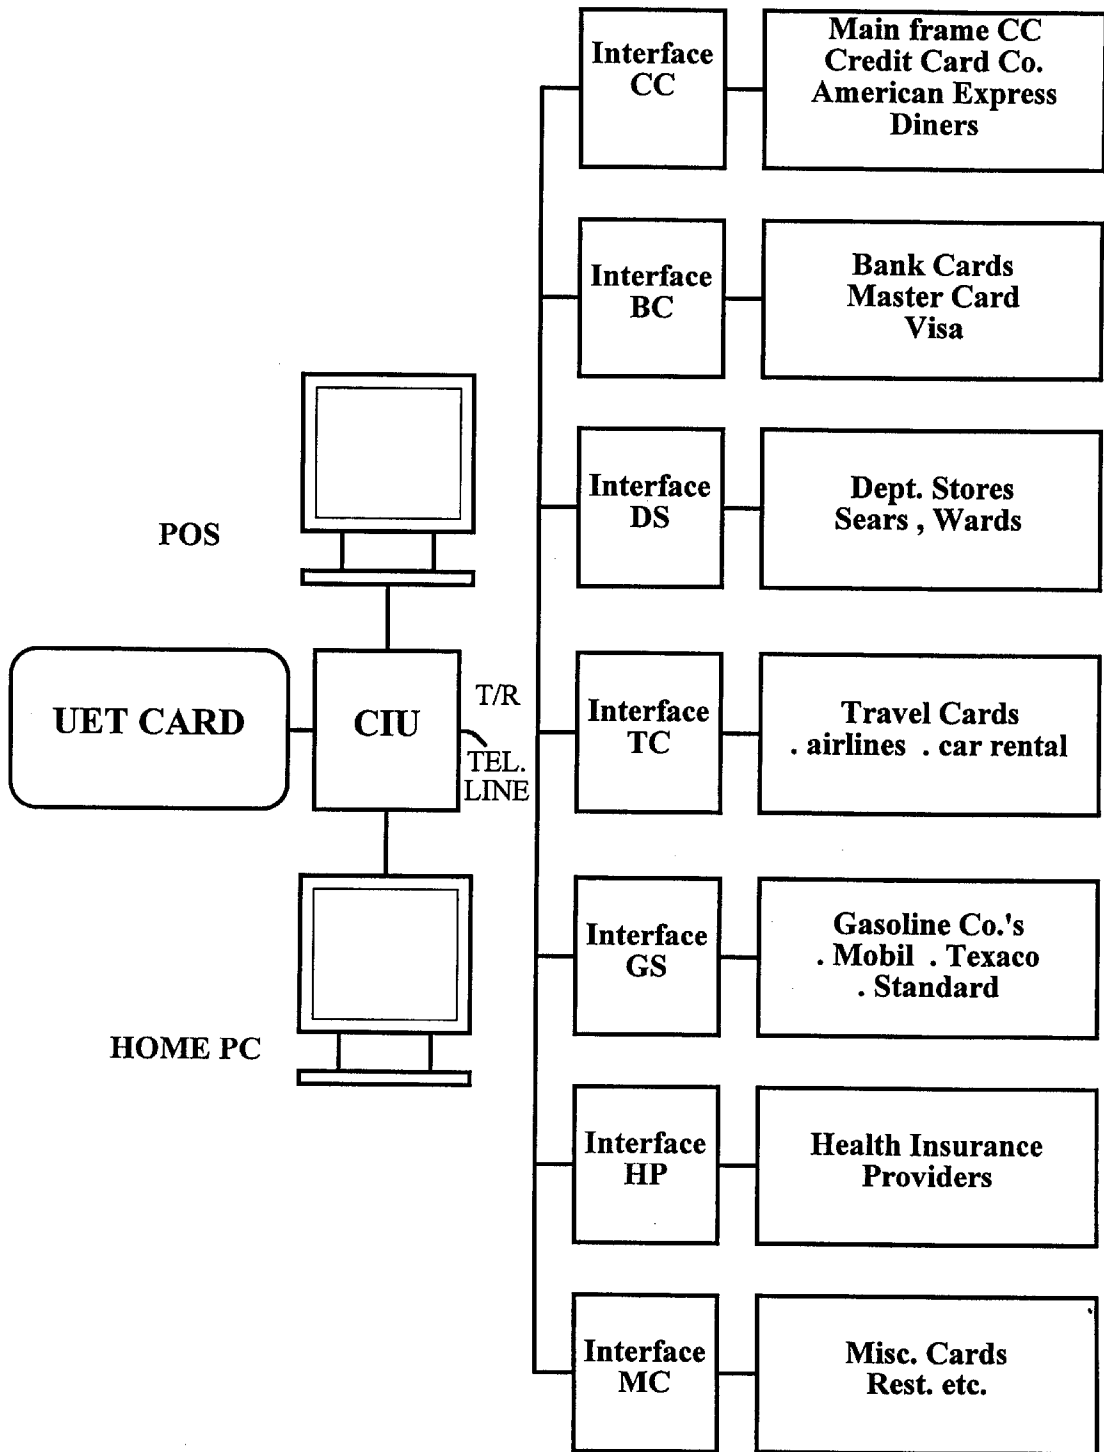 Interface
CC
Main frame CC
Credit Card Co.
American Express
Diners
Interface
BC
Bank Cards
Master Card
Visa
Interface
DS
Dept. Stores
Sears , Wards
POS
UET CARD
CIU
T/R
TEL.
LINE
Interface
TC
Travel Cards
. airlines . car rental
HOME PC
Interface
GS
Gasoline Co.'s
. Mobil . Texaco
. Standard
Interface
HP
Health Insurance
Providers
Interface
MC
Misc. Cards
Rest. etc.